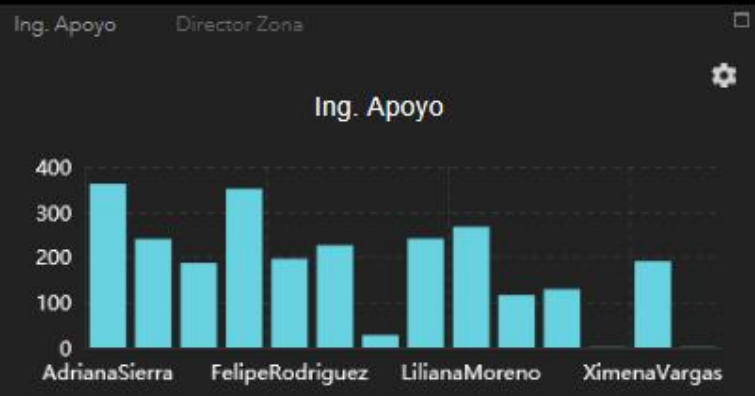 Ing. Apoyo Director Zona
Ing. Apoyo
400
300
200
100
0
AdrianaSierra FelipeRodriguez LilianaMoreno XimenaVargas